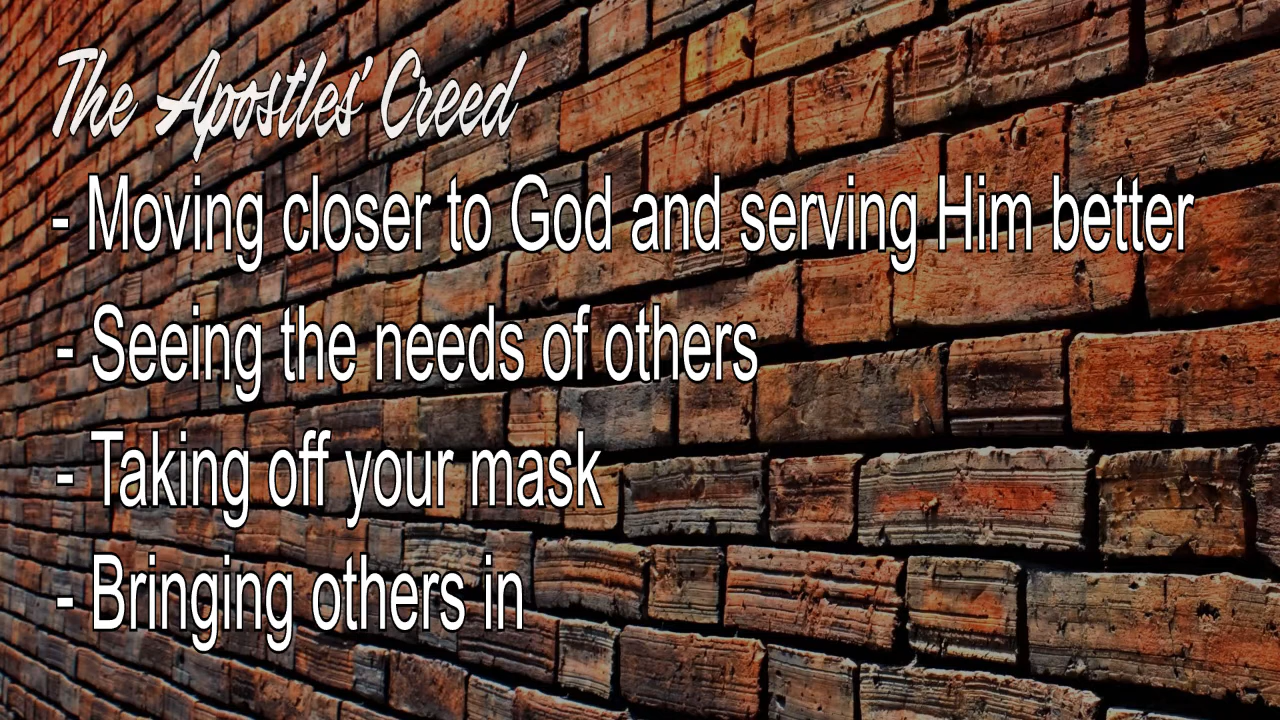 The Apostles' Creed
- Moving closer to God and serving Him better
- Seeing the needs of others
- Taking off your mask
- Bringing others in